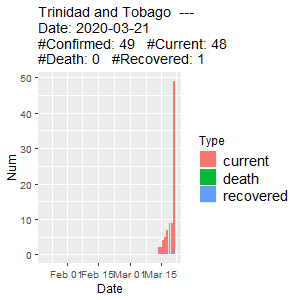 Trinidad and Tobago ---
Date: 2020-03-21
#Confirmed: 49 #Current: 48
#Death: 0 #Recovered: 1
50
40
30
20
10
0
Num
Feb 01 Feb 15 Mar 01 Mar 15
Date
Type
current
death
recovered